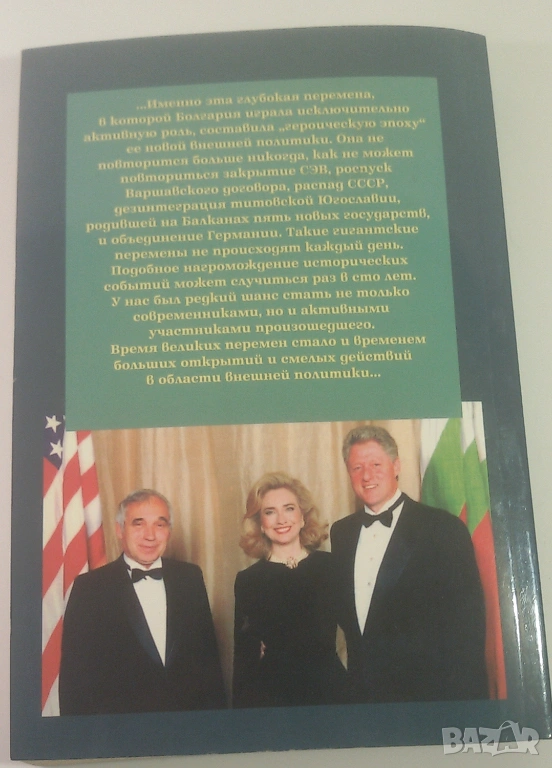 ...Именно эта глубокая перемена,
в которой Болгария играла исключительно
активную роль, составила „героическую эпоху“
ее новой внешней политики. Она не
повторится больше никогда, как не может
повториться закрытие СЭВ, роспуск
Варшавского договора, распад СССР,
дезинтеграция титовской Югославии,
родившей на Балканах пять новых государств,
и объединение Германии. Такие гигантские
перемены не происходят каждый день.
Подобное нагромождение исторических
событий может случиться раз в сто лет.
У нас был редкий шанс стать не только
современниками, но и активными
участниками произошедшего.
Время великих перемен стало и временем
больших открытий и смелых действий
в области внешней политики...
BAZAR